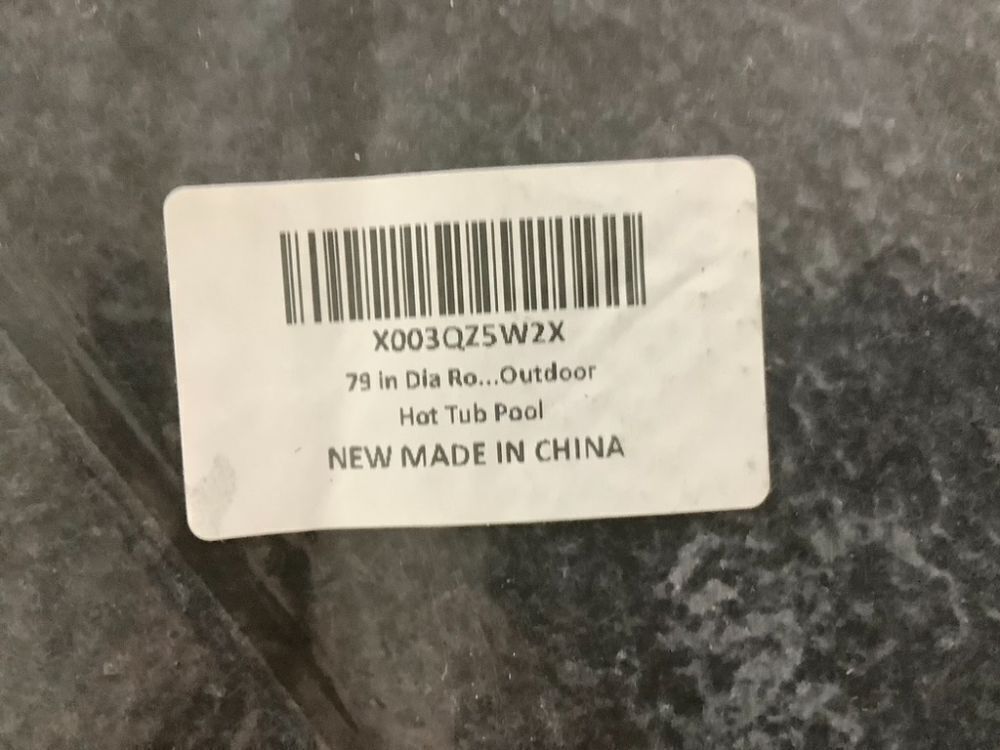 X003QZ5W2X
79 in Dia Ro...Outdoor
Hot Tub Pool
NEW MADE IN CHINA